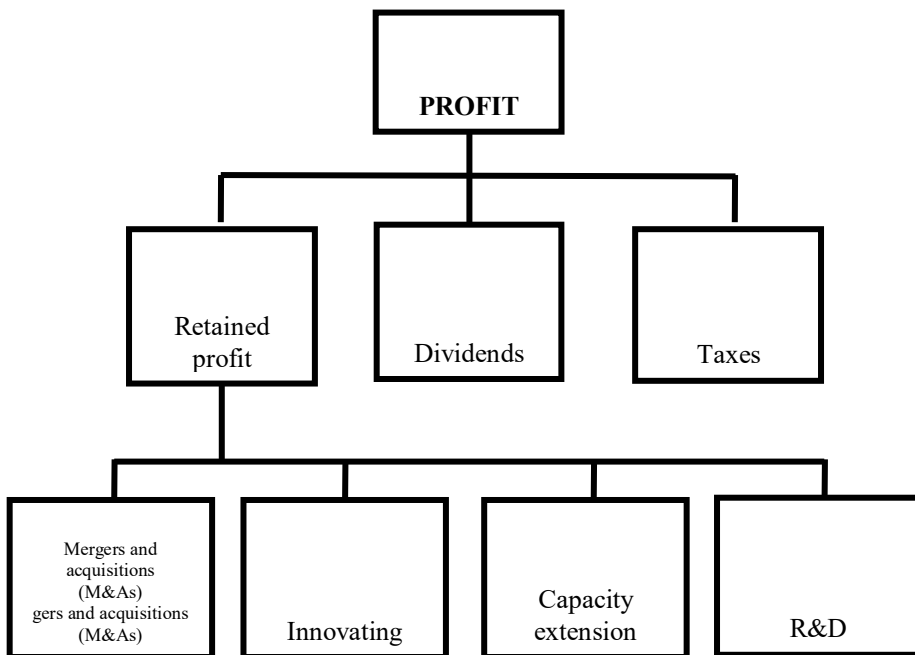 PROFIT
Retained
profit
Dividends
Taxes
Mergers and
acquisitions
(M&As)
gers and acquisitions
(M&As)
Innovating
Capacity
extension
R&D